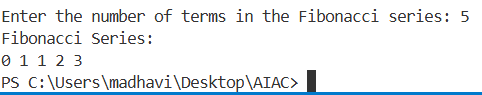 Enter the number of terms in the Fibonacci series: 5
Fibonacci Series:
0 1 1 2 3
PS C:\Users\madhavi\Desktop\AIAC>